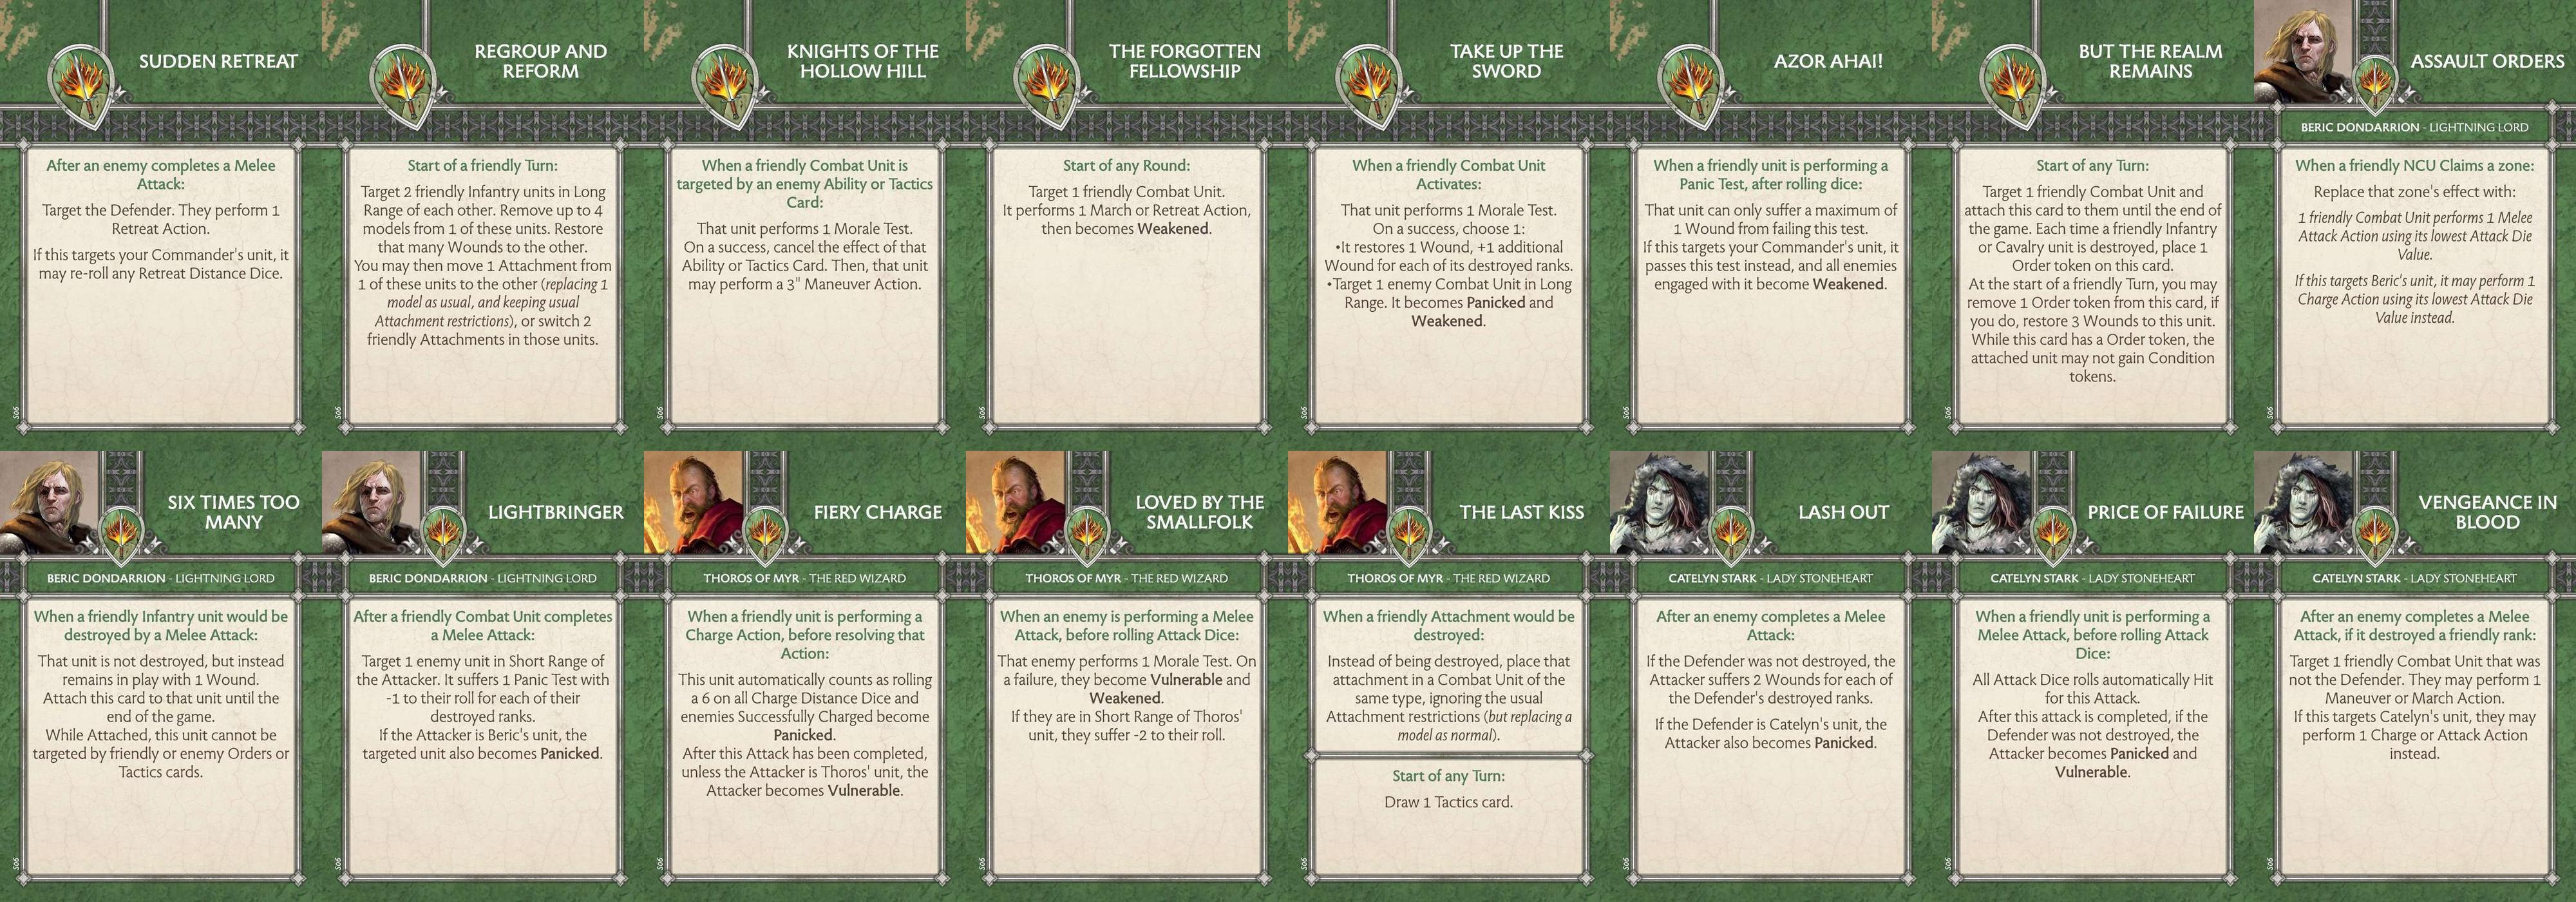 SUDDEN RETREAT
After an enemy completes a Melee
Attack:
Target the Defender. They perform 1
Retreat Action.
If this targets your Commander's unit, it
may re-roll any Retreat Distance Dice.
S06
REGROUP AND
REFORM
Start of a friendly Turn:
Target 2 friendly Infantry units in Long
Range of each other. Remove up to 4
models from 1 of these units. Restore
that many Wounds to the other.
You may then move 1 Attachment from
1 of these units to the other (replacing 1
model as usual, and keeping usual
Attachment restrictions), or switch 2
friendly Attachments in those units.
S06
KNIGHTS OF THE
HOLLOW HILL
When a friendly Combat Unit is
targeted by an enemy Ability or Tactics
Card:
That unit performs 1 Morale Test.
On a success, cancel the effect of that
Ability or Tactics Card. Then, that unit
may perform a 3" Maneuver Action.
S06
THE FORGOTTEN
FELLOWSHIP
Start of any Round:
Target 1 friendly Combat Unit.
It performs 1 March or Retreat Action,
then becomes Weakened.
S06
TAKE UP THE
SWORD
When a friendly Combat Unit
Activates:
That unit performs 1 Morale Test.
On a success, choose 1:
•It restores 1 Wound, +1 additional
Wound for each of its destroyed ranks.
•Target 1 enemy Combat Unit in Long
Range. It becomes Panicked and
Weakened.
S06
AZOR AHAI!
When a friendly unit is performing a
Panic Test, after rolling dice:
That unit can only suffer a maximum of
1 Wound from failing this test.
If this targets your Commander's unit, it
passes this test instead, and all enemies
engaged with it become Weakened.
S06
BUT THE REALM
REMAINS
Start of any Turn:
Target 1 friendly Combat Unit and
attach this card to them until the end of
the game. Each time a friendly Infantry
or Cavalry unit is destroyed, place 1
Order token on this card.
At the start of a friendly Turn, you may
remove 1 Order token from this card, if
you do, restore 3 Wounds to this unit.
While this card has a Order token, the
attached unit may not gain Condition
tokens.
S06
ASSAULT ORDERS
BERIC DONDARRION - LIGHTNING LORD
When a friendly NCU Claims a zone:
Replace that zone's effect with:
1 friendly Combat Unit performs 1 Melee
Attack Action using its lowest Attack Die
Value.
If this targets Beric's unit, it may perform 1
Charge Action using its lowest Attack Die
Value instead.
S06
SIX TIMES TOO
MANY
BERIC DONDARRION - LIGHTNING LORD
When a friendly Infantry unit would be
destroyed by a Melee Attack:
That unit is not destroyed, but instead
remains in play with 1 Wound.
Attach this card to that unit until the
end of the game.
While Attached, this unit cannot be
targeted by friendly or enemy Orders or
Tactics cards.
S06
LIGHTBRINGER
BERIC DONDARRION - LIGHTNING LORD
After a friendly Combat Unit completes
a Melee Attack:
Target 1 enemy unit in Short Range of
the Attacker. It suffers 1 Panic Test with
-1 to their roll for each of their
destroyed ranks.
If the Attacker is Beric's unit, the
targeted unit also becomes Panicked.
S06
FIERY CHARGE
THOROS OF MYR - THE RED WIZARD
When a friendly unit is performing a
Charge Action, before resolving that
Action:
This unit automatically counts as rolling
a 6 on all Charge Distance Dice and
enemies Successfully Charged become
Panicked.
After this Attack has been completed,
unless the Attacker is Thoros' unit, the
Attacker becomes Vulnerable.
S06
LOVED BY THE
SMALLFOLK
THOROS OF MYR - THE RED WIZARD
When an enemy is performing a Melee
Attack, before rolling Attack Dice:
That enemy performs 1 Morale Test. On
a failure, they become Vulnerable and
Weakened.
If they are in Short Range of Thoros'
unit, they suffer -2 to their roll.
S06
THE LAST KISS
THOROS OF MYR - THE RED WIZARD
When a friendly Attachment would be
destroyed:
Instead of being destroyed, place that
attachment in a Combat Unit of the
same type, ignoring the usual
Attachment restrictions (but replacing a
model as normal).
Start of any Turn:
Draw 1 Tactics card.
S06
LASH OUT
CATELYN STARK - LADY STONEHEART
After an enemy completes a Melee
Attack:
If the Defender was not destroyed, the
Attacker suffers 2 Wounds for each of
the Defender's destroyed ranks.
If the Defender is Catelyn's unit, the
Attacker also becomes Panicked.
S06
PRICE OF FAILURE
CATELYN STARK - LADY STONEHEART
When a friendly unit is performing a
Melee Attack, before rolling Attack
Dice:
All Attack Dice rolls automatically Hit
for this Attack.
After this attack is completed, if the
Defender was not destroyed, the
Attacker becomes Panicked and
Vulnerable.
S06
VENGEANCE IN
BLOOD
CATELYN STARK - LADY STONEHEART
After an enemy completes a Melee
Attack, if it destroyed a friendly rank:
Target 1 friendly Combat Unit that was
not the Defender. They may perform 1
Maneuver or March Action.
If this targets Catelyn's unit, they may
perform 1 Charge or Attack Action
instead.
S06